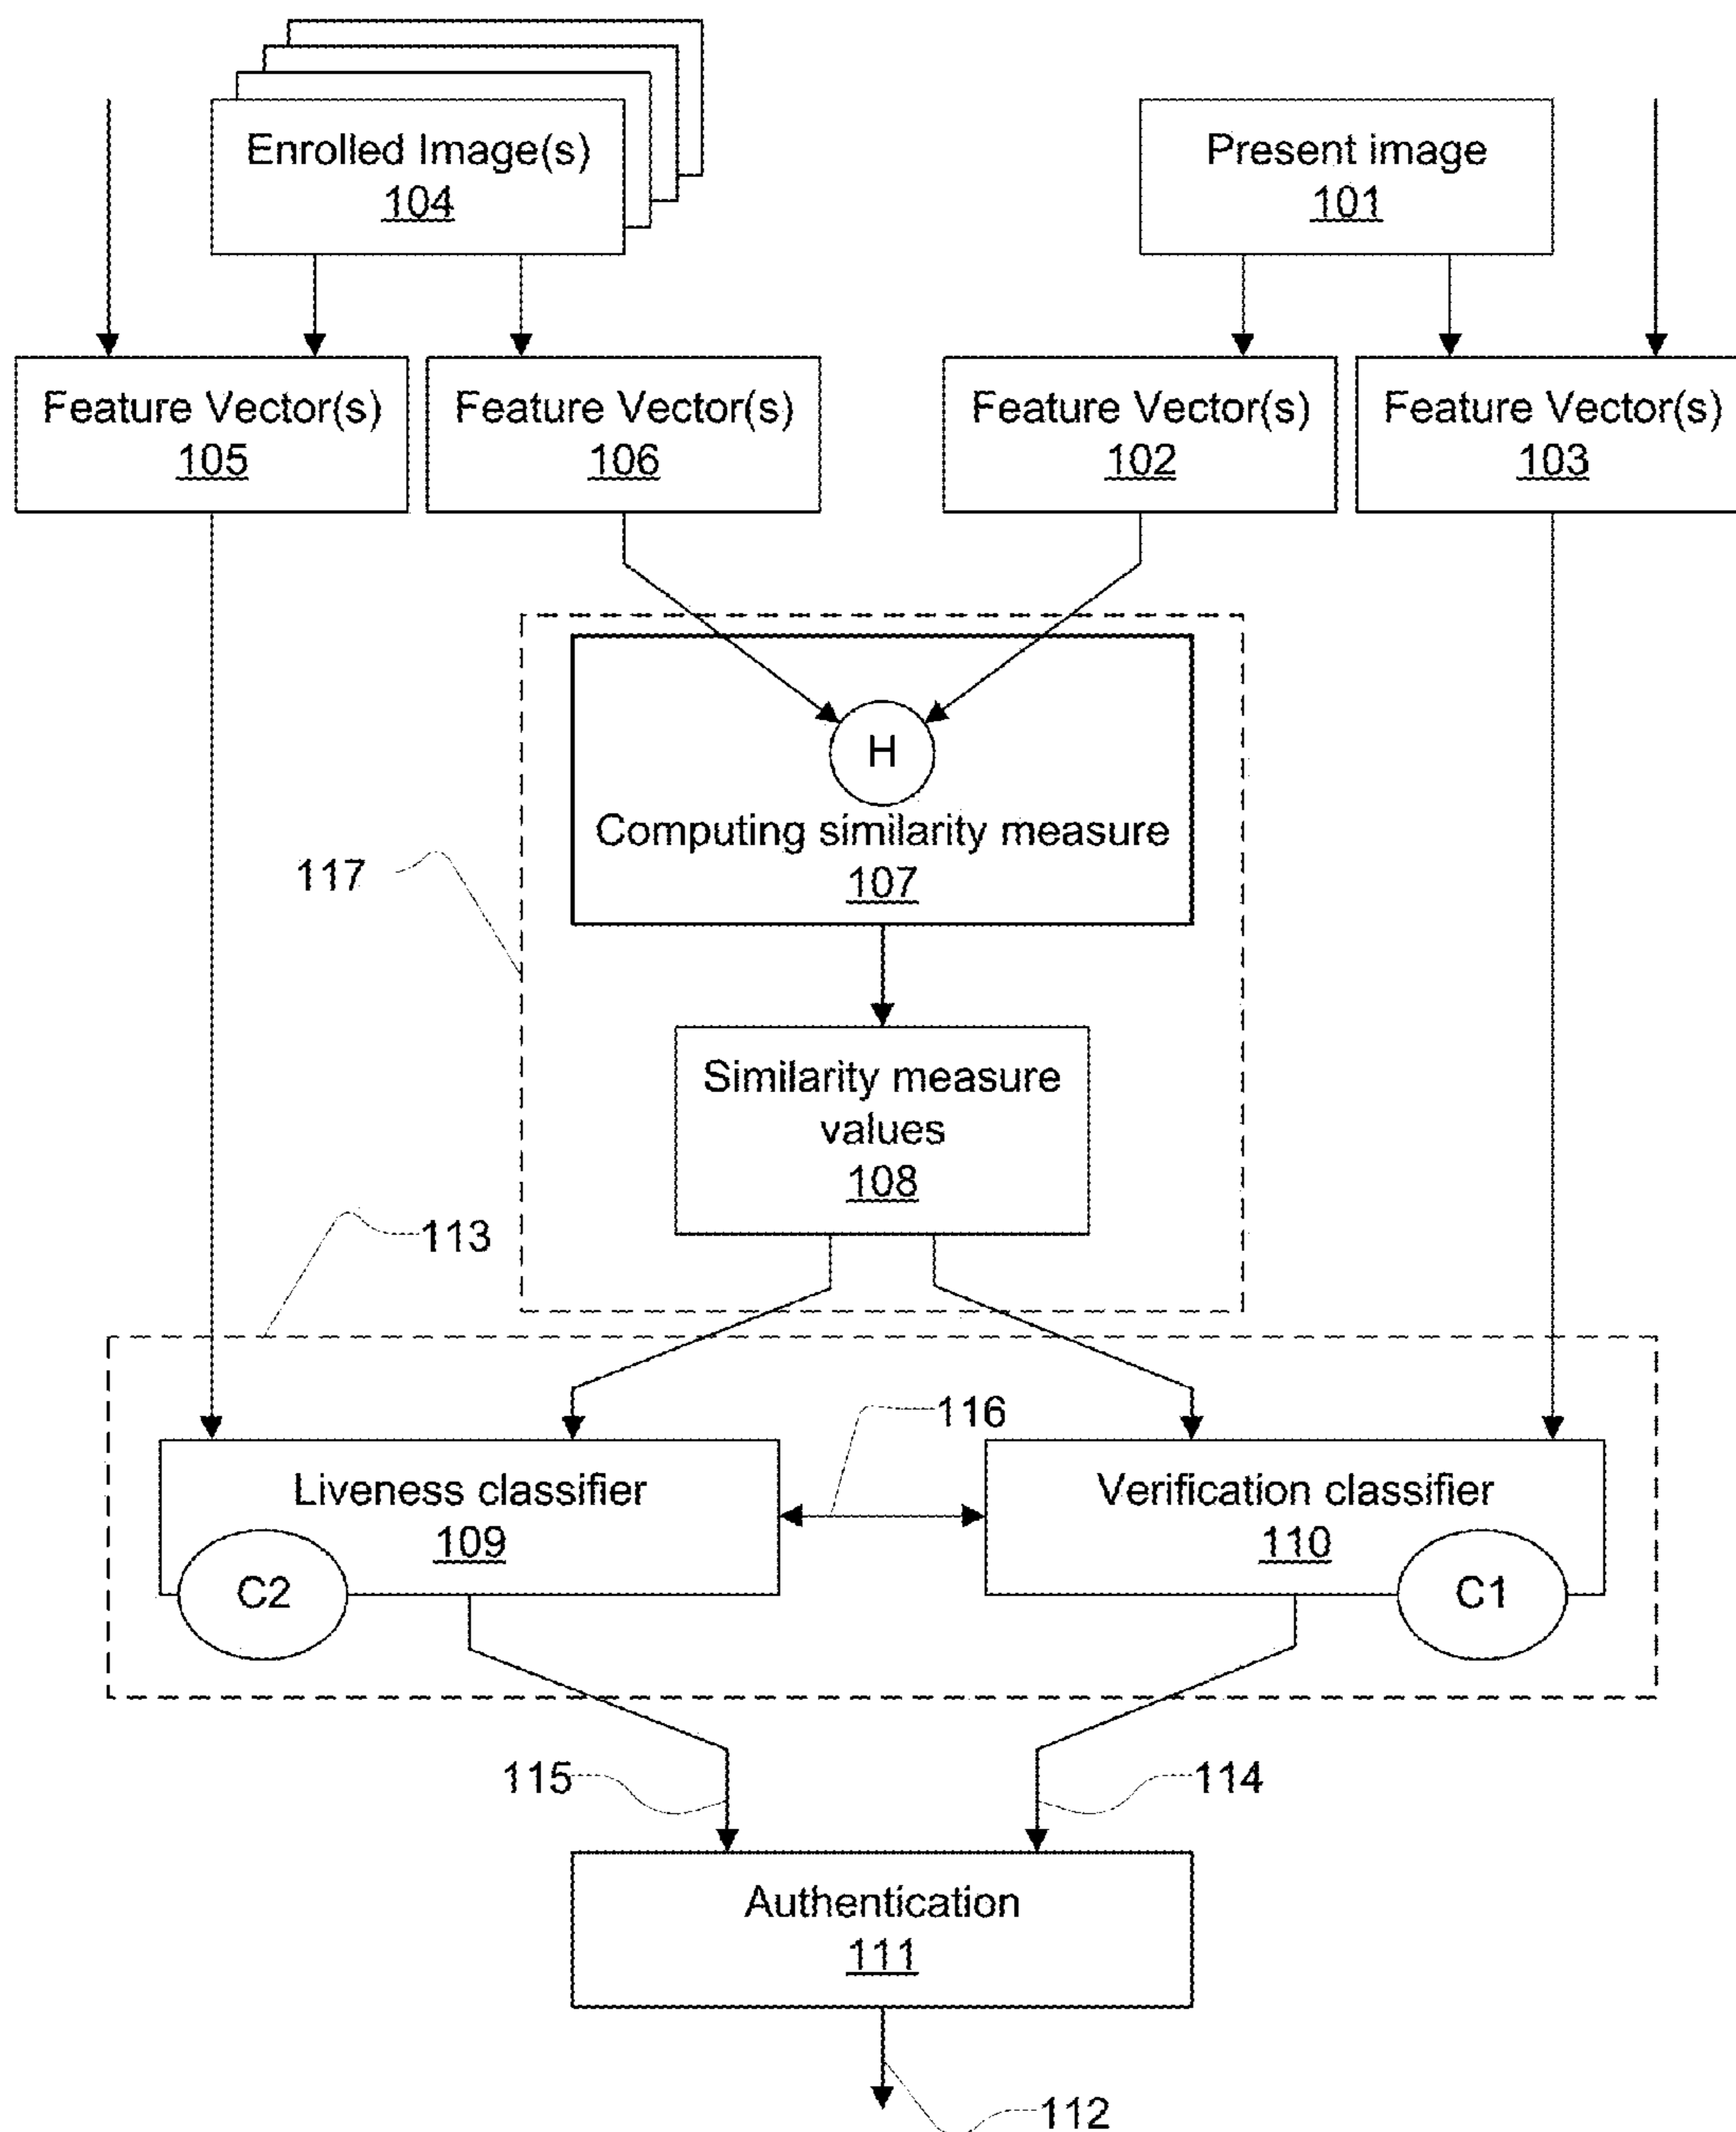 Enrolled Image(s)
104
Present image
101
Feature Vector(s)
105
Feature Vector(s)
106
Feature Vector(s)
102
Feature Vector(s)
103
H
Computing similarity measure
107
117
Similarity measure
values
108
113
116
Liveness classifier
109
C2
Verification classifier
110
C1
115
114
Authentication
111
112